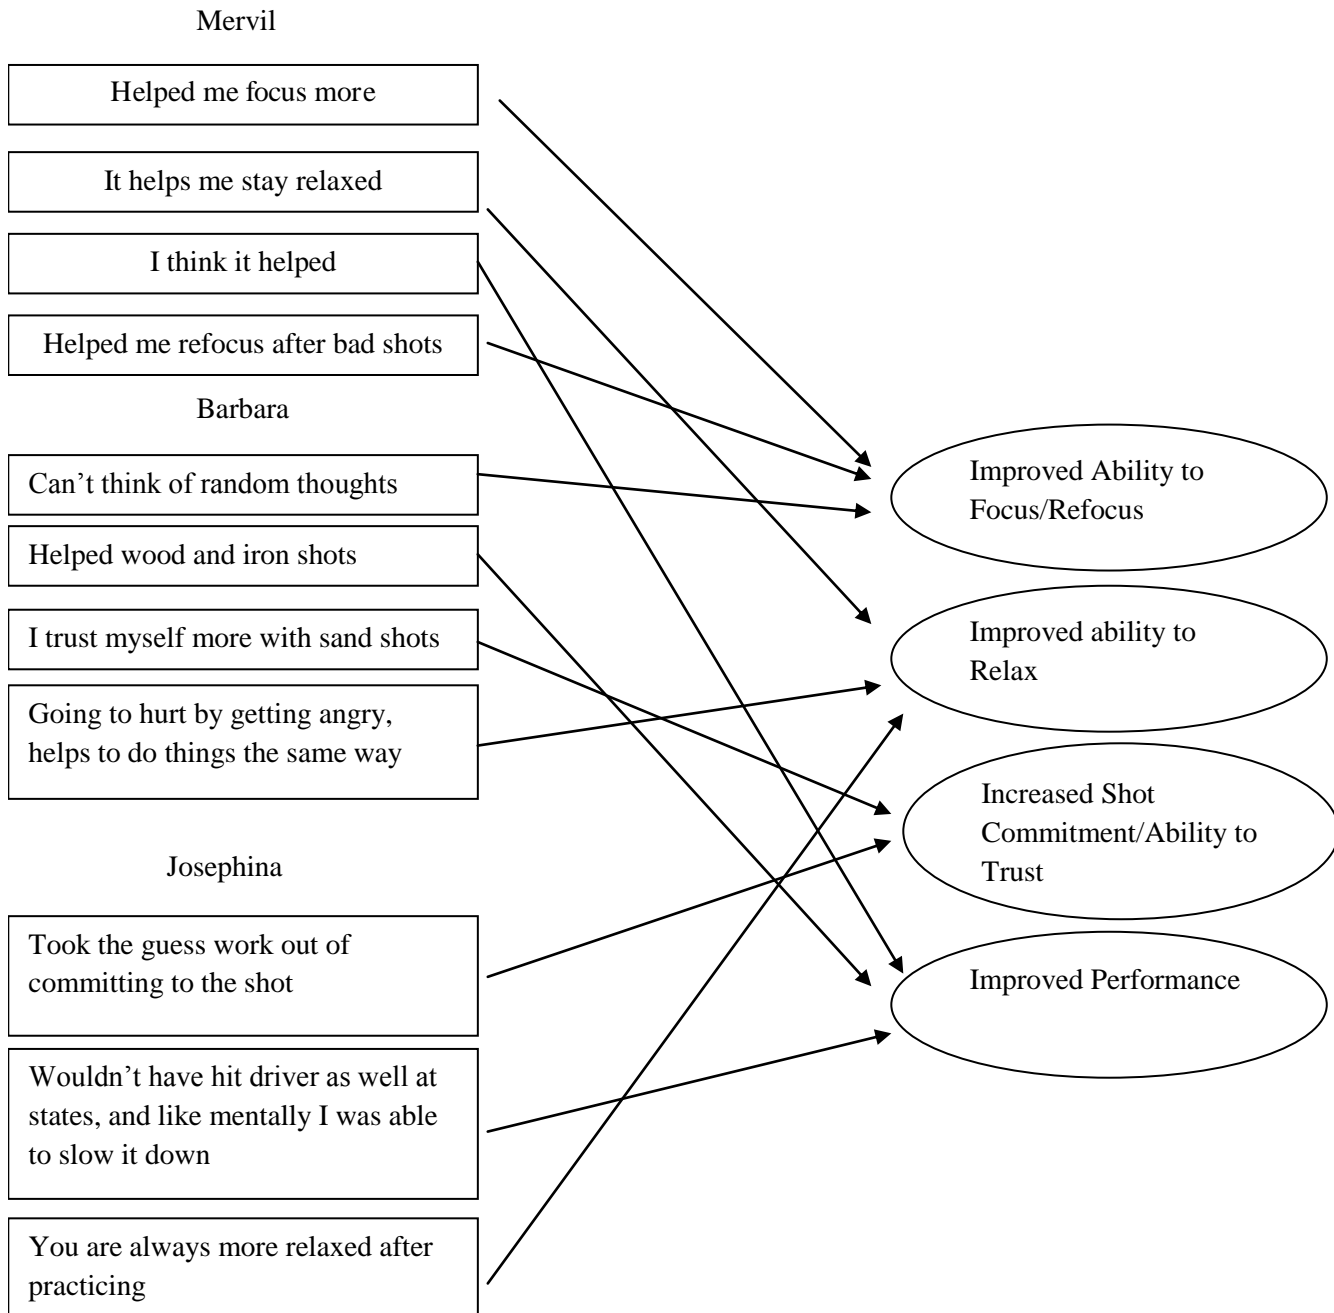 Mervil
Helped me focus more
It helps me stay relaxed
I think it helped
Helped me refocus after bad shots
Barbara
Can’t think of random thoughts
Helped wood and iron shots
I trust myself more with sand shots
Going to hurt by getting angry,
helps to do things the same way
Josephina
Took the guess work out of
committing to the shot
Wouldn’t have hit driver as well at
states, and like mentally I was able
to slow it down
You are always more relaxed after
practicing
Improved Ability to
Focus/Refocus
Improved ability to
Relax
Increased Shot
Commitment/Ability to
Trust
Improved Performance